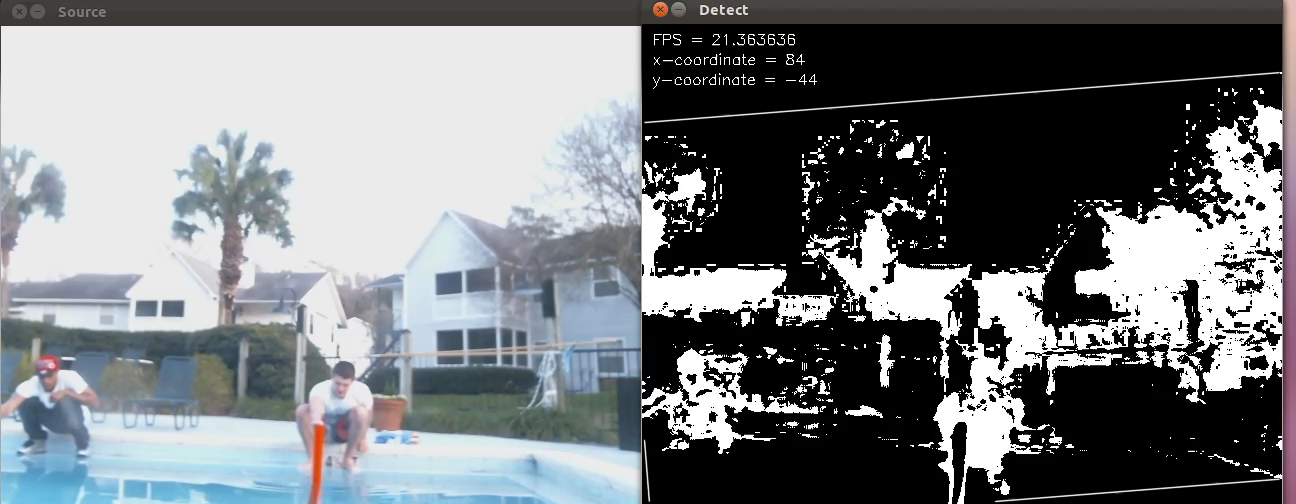 Source
Detect
FPS = 21.363636
x-coordinate = 84
y-coordinate = -44